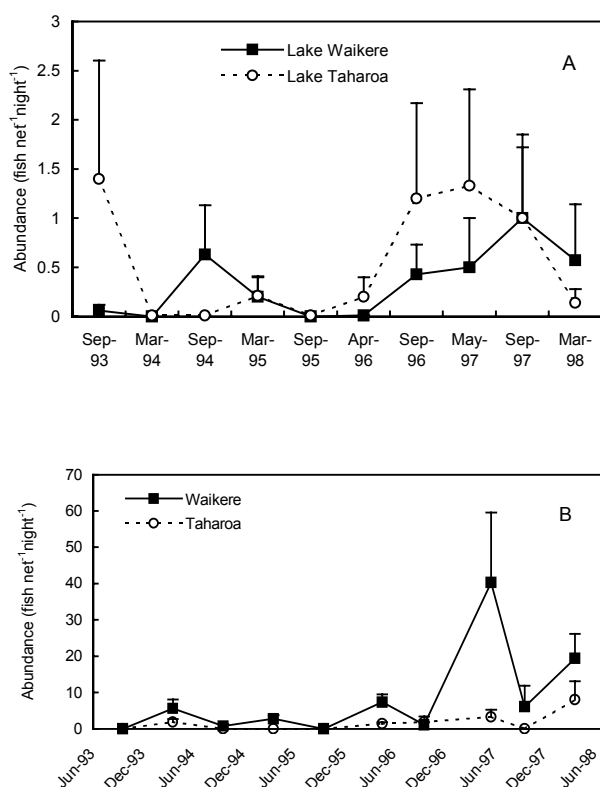 3
2.5
2
1.5
1
0.5
0
Abundance (fish net⁻¹night⁻¹)
Lake Waikere
Lake Taharoa
A
Sep-93 Mar-94 Sep-94 Mar-95 Sep-95 Apr-96 Sep-96 May-97 Sep-97 Mar-98
70
60
50
40
30
20
10
0
Abundance (fish net⁻¹night⁻¹)
Waikere
Taharoa
B
Jun-93 Dec-93 Jun-94 Dec-94 Jun-95 Dec-95 Jun-96 Dec-96 Jun-97 Dec-97 Jun-98